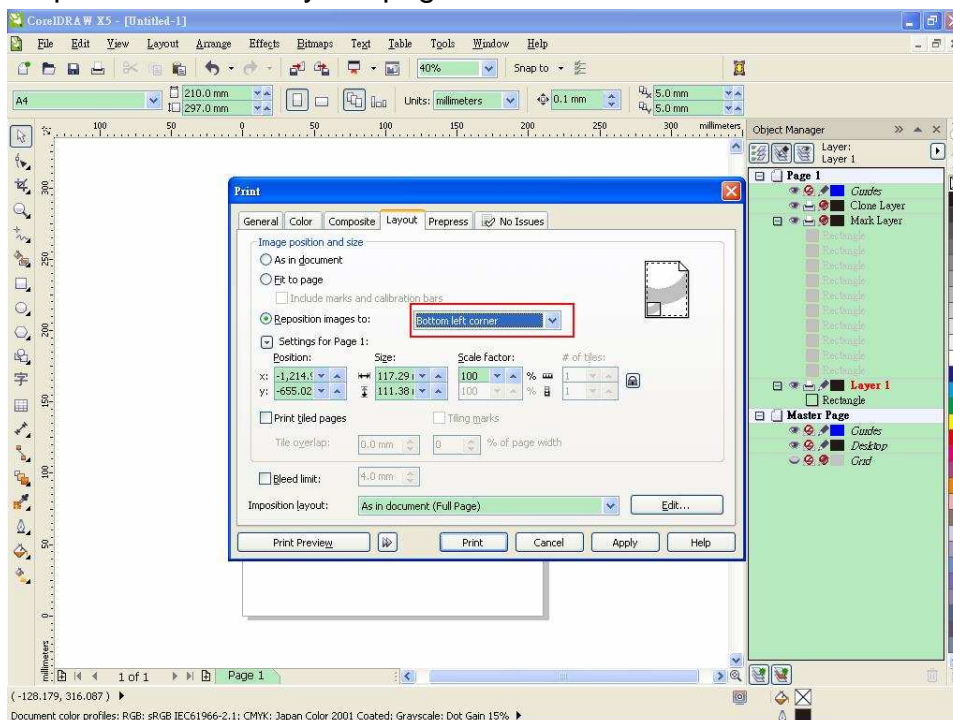 CorelDRAW X5 - [Untitled-1]
File Edit View Layout Arrange Effects Bitmaps Text Table Tools Window Help
40% Snap to
A4 210.0 mm 297.0 mm Units: millimeters 0.1 mm 5.0 mm 5.0 mm
100 50 0 50 100 150 200 250 300 millimeters
Object Manager
Layer:
Layer 1
Page 1
Guides
Clone Layer
Mark Layer
Rectangle
Rectangle
Rectangle
Rectangle
Rectangle
Rectangle
Rectangle
Rectangle
Layer 1
Rectangle
Master Page
Guides
Desktop
Grid
Print
General Color Composite Layout Prepress No Issues
Image position and size
As in document
Fit to page
Include marks and calibration bars
Reposition images to: Bottom left corner
Settings for Page 1:
Position: Size: Scale factor: # of tiles:
x: -1,214.9 117.29 100 % 1
y: -655.02 111.38 100 % 1
Print tiled pages Tiling marks
Tile overlap: 0.0 mm 0 % of page width
Bleed limit: 4.0 mm
Imposition layout: As in document (Full Page) Edit...
Print Preview Print Cancel Apply Help
300
250
200
150
100
50
0
millimeters
字
1 of 1 Page 1
( -128.179, 316.087 )
Document color profiles: RGB: sRGB IEC61966-2.1; CMYK: Japan Color 2001 Coated; Grayscale: Dot Gain 15%